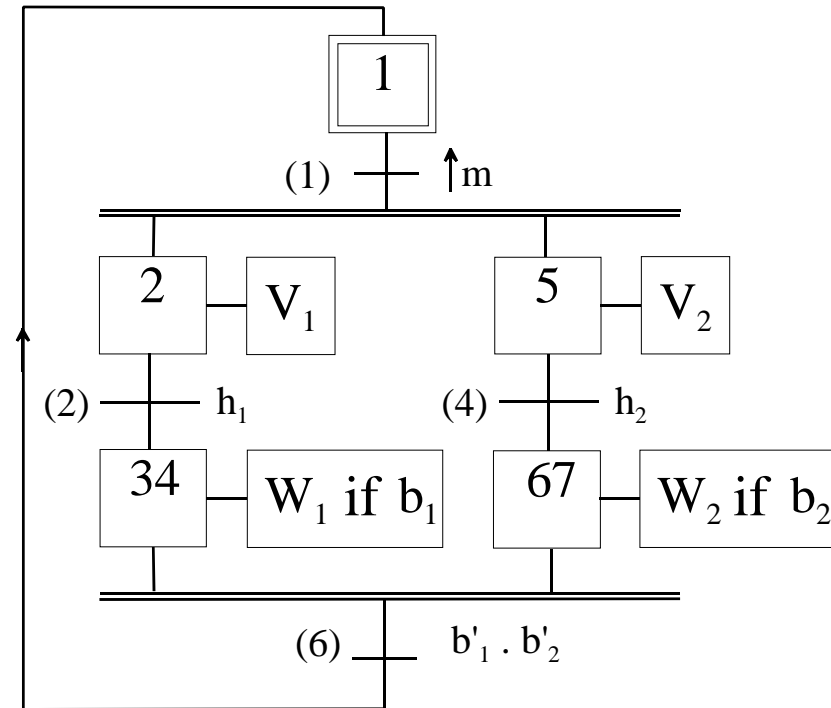 1
(1) ↑m
2 V₁ 5 V₂
(2) h₁ (4) h₂
34 W₁ if b₁ 67 W₂ if b₂
(6) b'₁ . b'₂